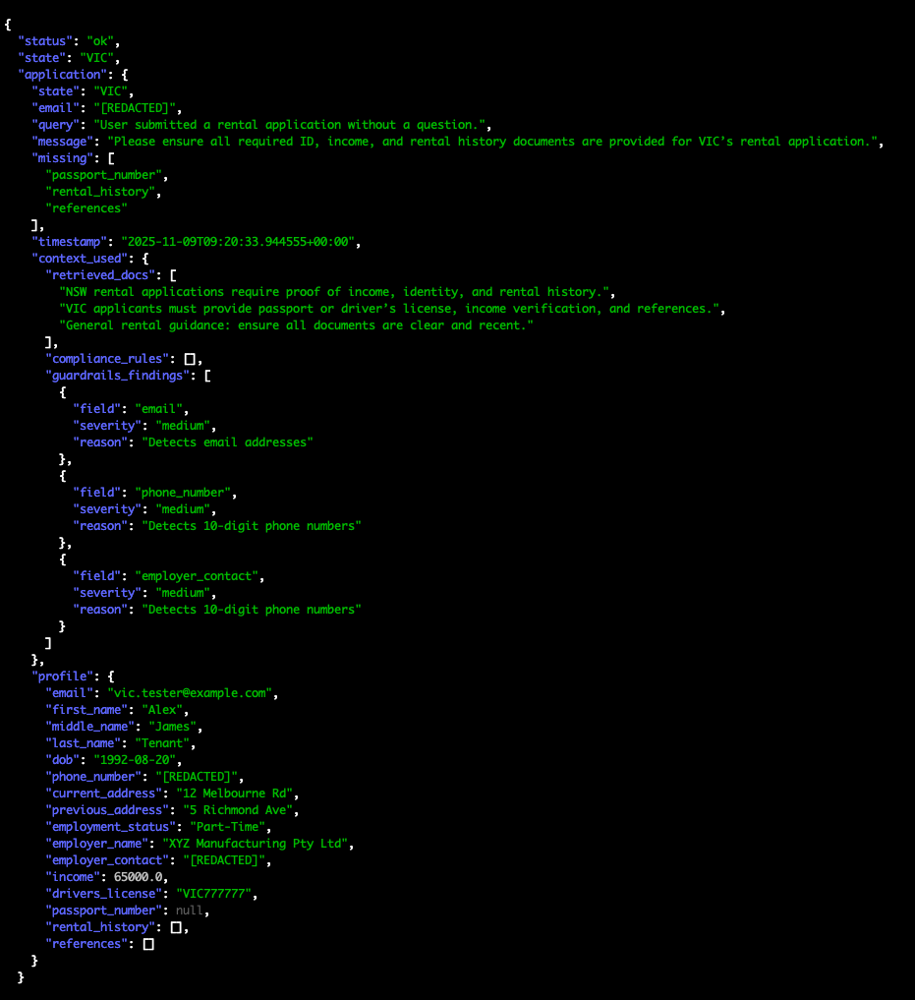 {
  "status": "ok",
  "state": "VIC",
  "application": {
    "state": "VIC",
    "email": "[REDACTED]",
    "query": "User submitted a rental application without a question.",
    "message": "Please ensure all required ID, income, and rental history documents are provided for VIC’s rental application.",
    "missing": [
      "passport_number",
      "rental_history",
      "references"
    ],
    "timestamp": "2025-11-09T09:20:33.944555+00:00",
    "context_used": {
      "retrieved_docs": [
        "NSW rental applications require proof of income, identity, and rental history.",
        "VIC applicants must provide passport or driver’s license, income verification, and references.",
        "General rental guidance: ensure all documents are clear and recent."
      ],
      "compliance_rules": [],
      "guardrails_findings": [
        {
          "field": "email",
          "severity": "medium",
          "reason": "Detects email addresses"
        },
        {
          "field": "phone_number",
          "severity": "medium",
          "reason": "Detects 10-digit phone numbers"
        },
        {
          "field": "employer_contact",
          "severity": "medium",
          "reason": "Detects 10-digit phone numbers"
        }
      ]
    },
    "profile": {
      "email": "vic.tester@example.com",
      "first_name": "Alex",
      "middle_name": "James",
      "last_name": "Tenant",
      "dob": "1992-08-20",
      "phone_number": "[REDACTED]",
      "current_address": "12 Melbourne Rd",
      "previous_address": "5 Richmond Ave",
      "employment_status": "Part-Time",
      "employer_name": "XYZ Manufacturing Pty Ltd",
      "employer_contact": "[REDACTED]",
      "income": 65000.0,
      "drivers_license": "VIC777777",
      "passport_number": null,
      "rental_history": [],
      "references": []
    }
  }